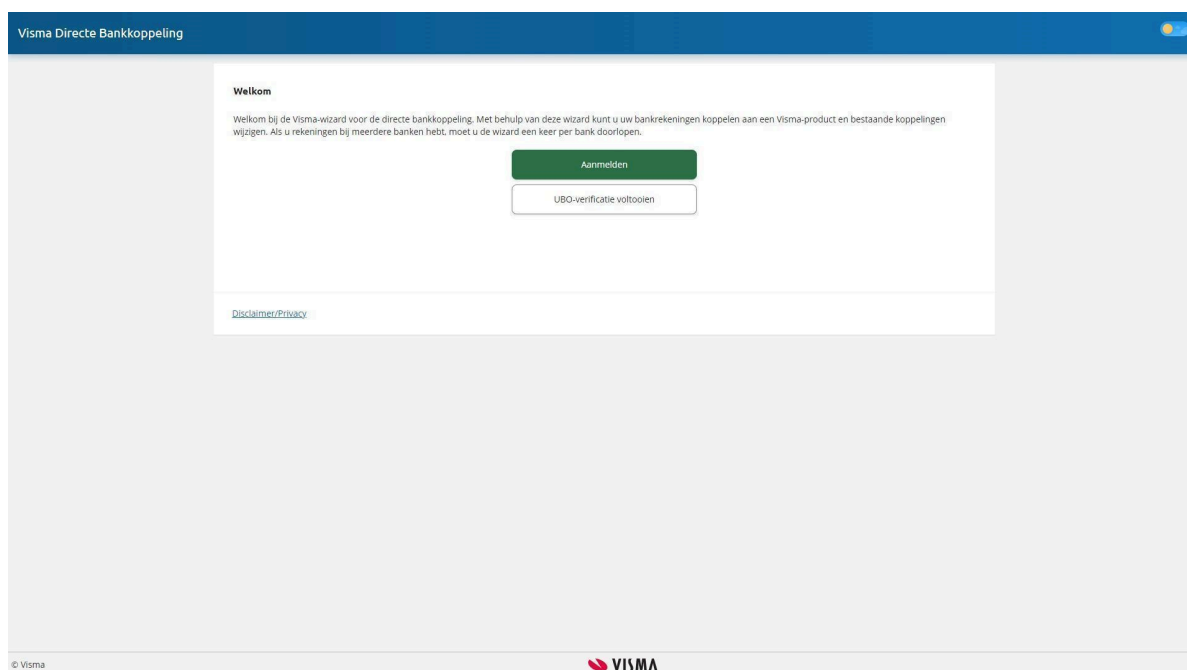 Visma Directe Bankkoppeling
Welkom
Welkom bij de Visma-wizard voor de directe bankkoppeling. Met behulp van deze wizard kunt u uw bankrekeningen koppelen aan een Visma-product en bestaande koppelingen
wijzigen. Als u rekeningen bij meerdere banken hebt, moet u de wizard een keer per bank doorlopen.
Aanmelden
UBO-verificatie voltooien
Disclaimer/Privacy
© Visma
VISMA